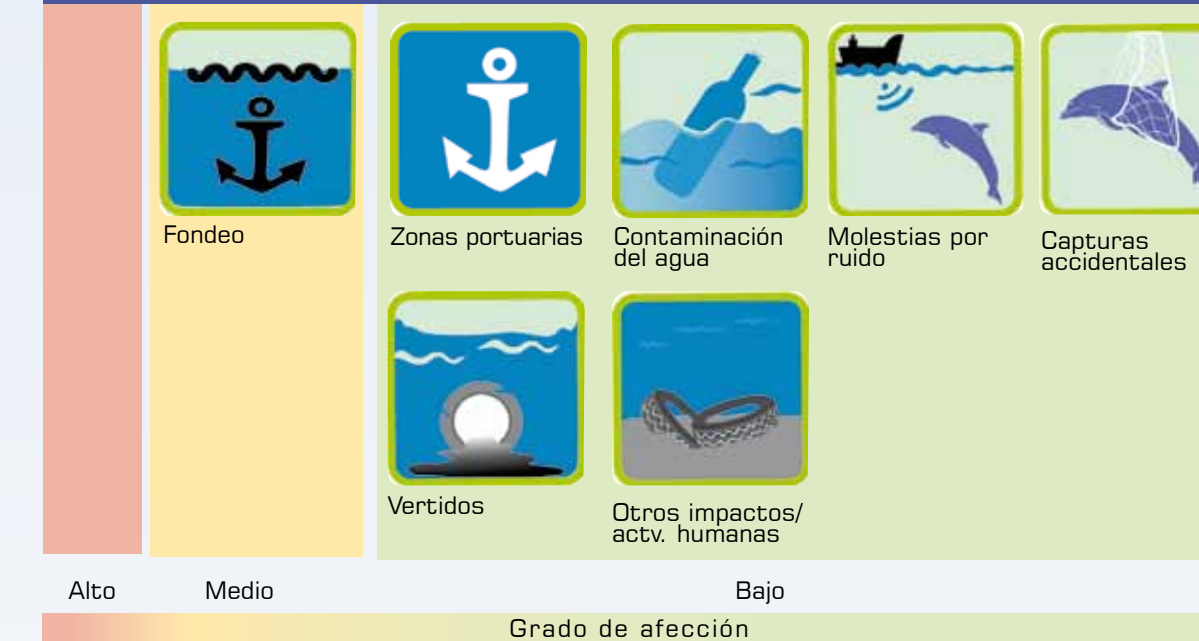 Fondeo
Zonas portuarias
Contaminación
del agua
Molestias por
ruido
Capturas
accidentales
Vertidos
Otros impactos/
actv. humanas
Alto
Medio
Bajo
Grado de afección